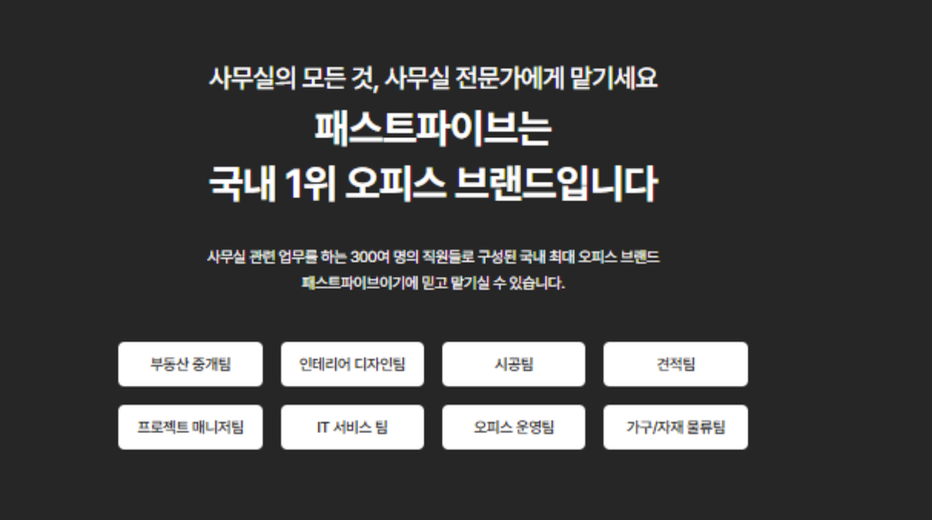 사무실의 모든 것, 사무실 전문가에게 맡기세요
패스트파이브는
국내 1위 오피스 브랜드입니다
사무실 관련 업무를 하는 300여 명의 직원들로 구성된 국내 최대 오피스 브랜드
패스트파이브이기에 믿고 맡기실 수 있습니다.
부동산 중개팀
인테리어 디자인팀
시공팀
견적팀
프로젝트 매니저팀
IT 서비스 팀
오피스 운영팀
가구/자재 물류팀